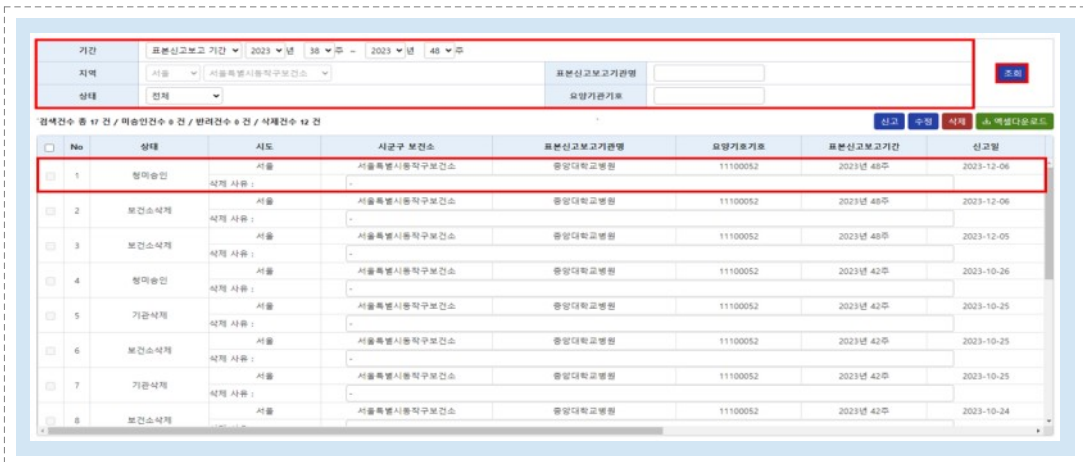 기간 표본신고보고 기간 2023 년 38 주 ~ 2023 년 48 주
지역 서울 서울특별시동작구보건소 표본신고보고기관명 조회
상태 전체 요양기관기호
검색건수 총 17 건 / 미승인건수 0 건 / 반려건수 0 건 / 삭제건수 12 건 신고 수정 삭제 엑셀다운로드
No 상태 시도 시군구 보건소 표본신고보고기관명 요양기호기호 표본신고보고기간 신고일
1 청미승인 서울 서울특별시동작구보건소 중앙대학교병원 11100052 2023년 48주 2023-12-06
삭제 사유 : -
2 보건소삭제 서울 서울특별시동작구보건소 중앙대학교병원 11100052 2023년 48주 2023-12-06
삭제 사유 : -
3 보건소삭제 서울 서울특별시동작구보건소 중앙대학교병원 11100052 2023년 48주 2023-12-05
삭제 사유 : -
4 청미승인 서울 서울특별시동작구보건소 중앙대학교병원 11100052 2023년 42주 2023-10-26
삭제 사유 : -
5 기관삭제 서울 서울특별시동작구보건소 중앙대학교병원 11100052 2023년 42주 2023-10-25
삭제 사유 : -
6 보건소삭제 서울 서울특별시동작구보건소 중앙대학교병원 11100052 2023년 42주 2023-10-25
삭제 사유 : -
7 기관삭제 서울 서울특별시동작구보건소 중앙대학교병원 11100052 2023년 42주 2023-10-25
삭제 사유 : -
8 보건소삭제 서울 서울특별시동작구보건소 중앙대학교병원 11100052 2023년 42주 2023-10-24